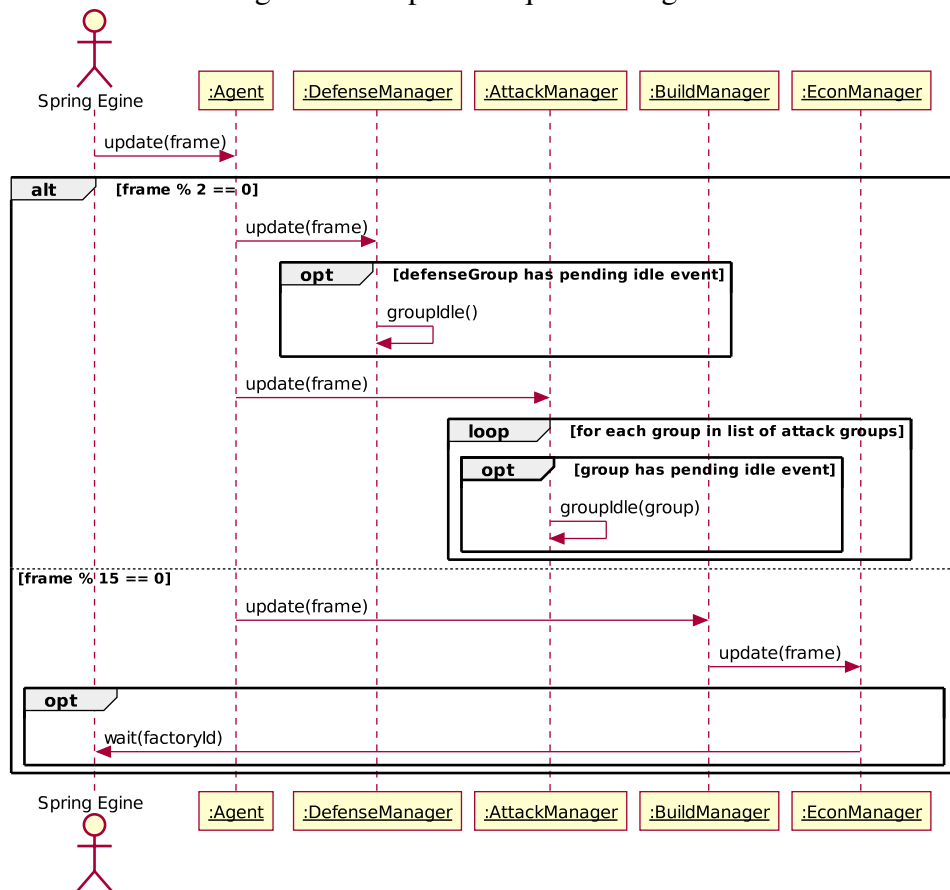 Spring Egine
:Agent
:DefenseManager
:AttackManager
:BuildManager
:EconManager
update(frame)
alt
[frame % 2 == 0]
update(frame)
opt
[defenseGroup has pending idle event]
groupIdle()
update(frame)
loop
[for each group in list of attack groups]
opt
[group has pending idle event]
groupIdle(group)
[frame % 15 == 0]
update(frame)
update(frame)
opt
wait(factoryId)
Spring Egine
:Agent
:DefenseManager
:AttackManager
:BuildManager
:EconManager